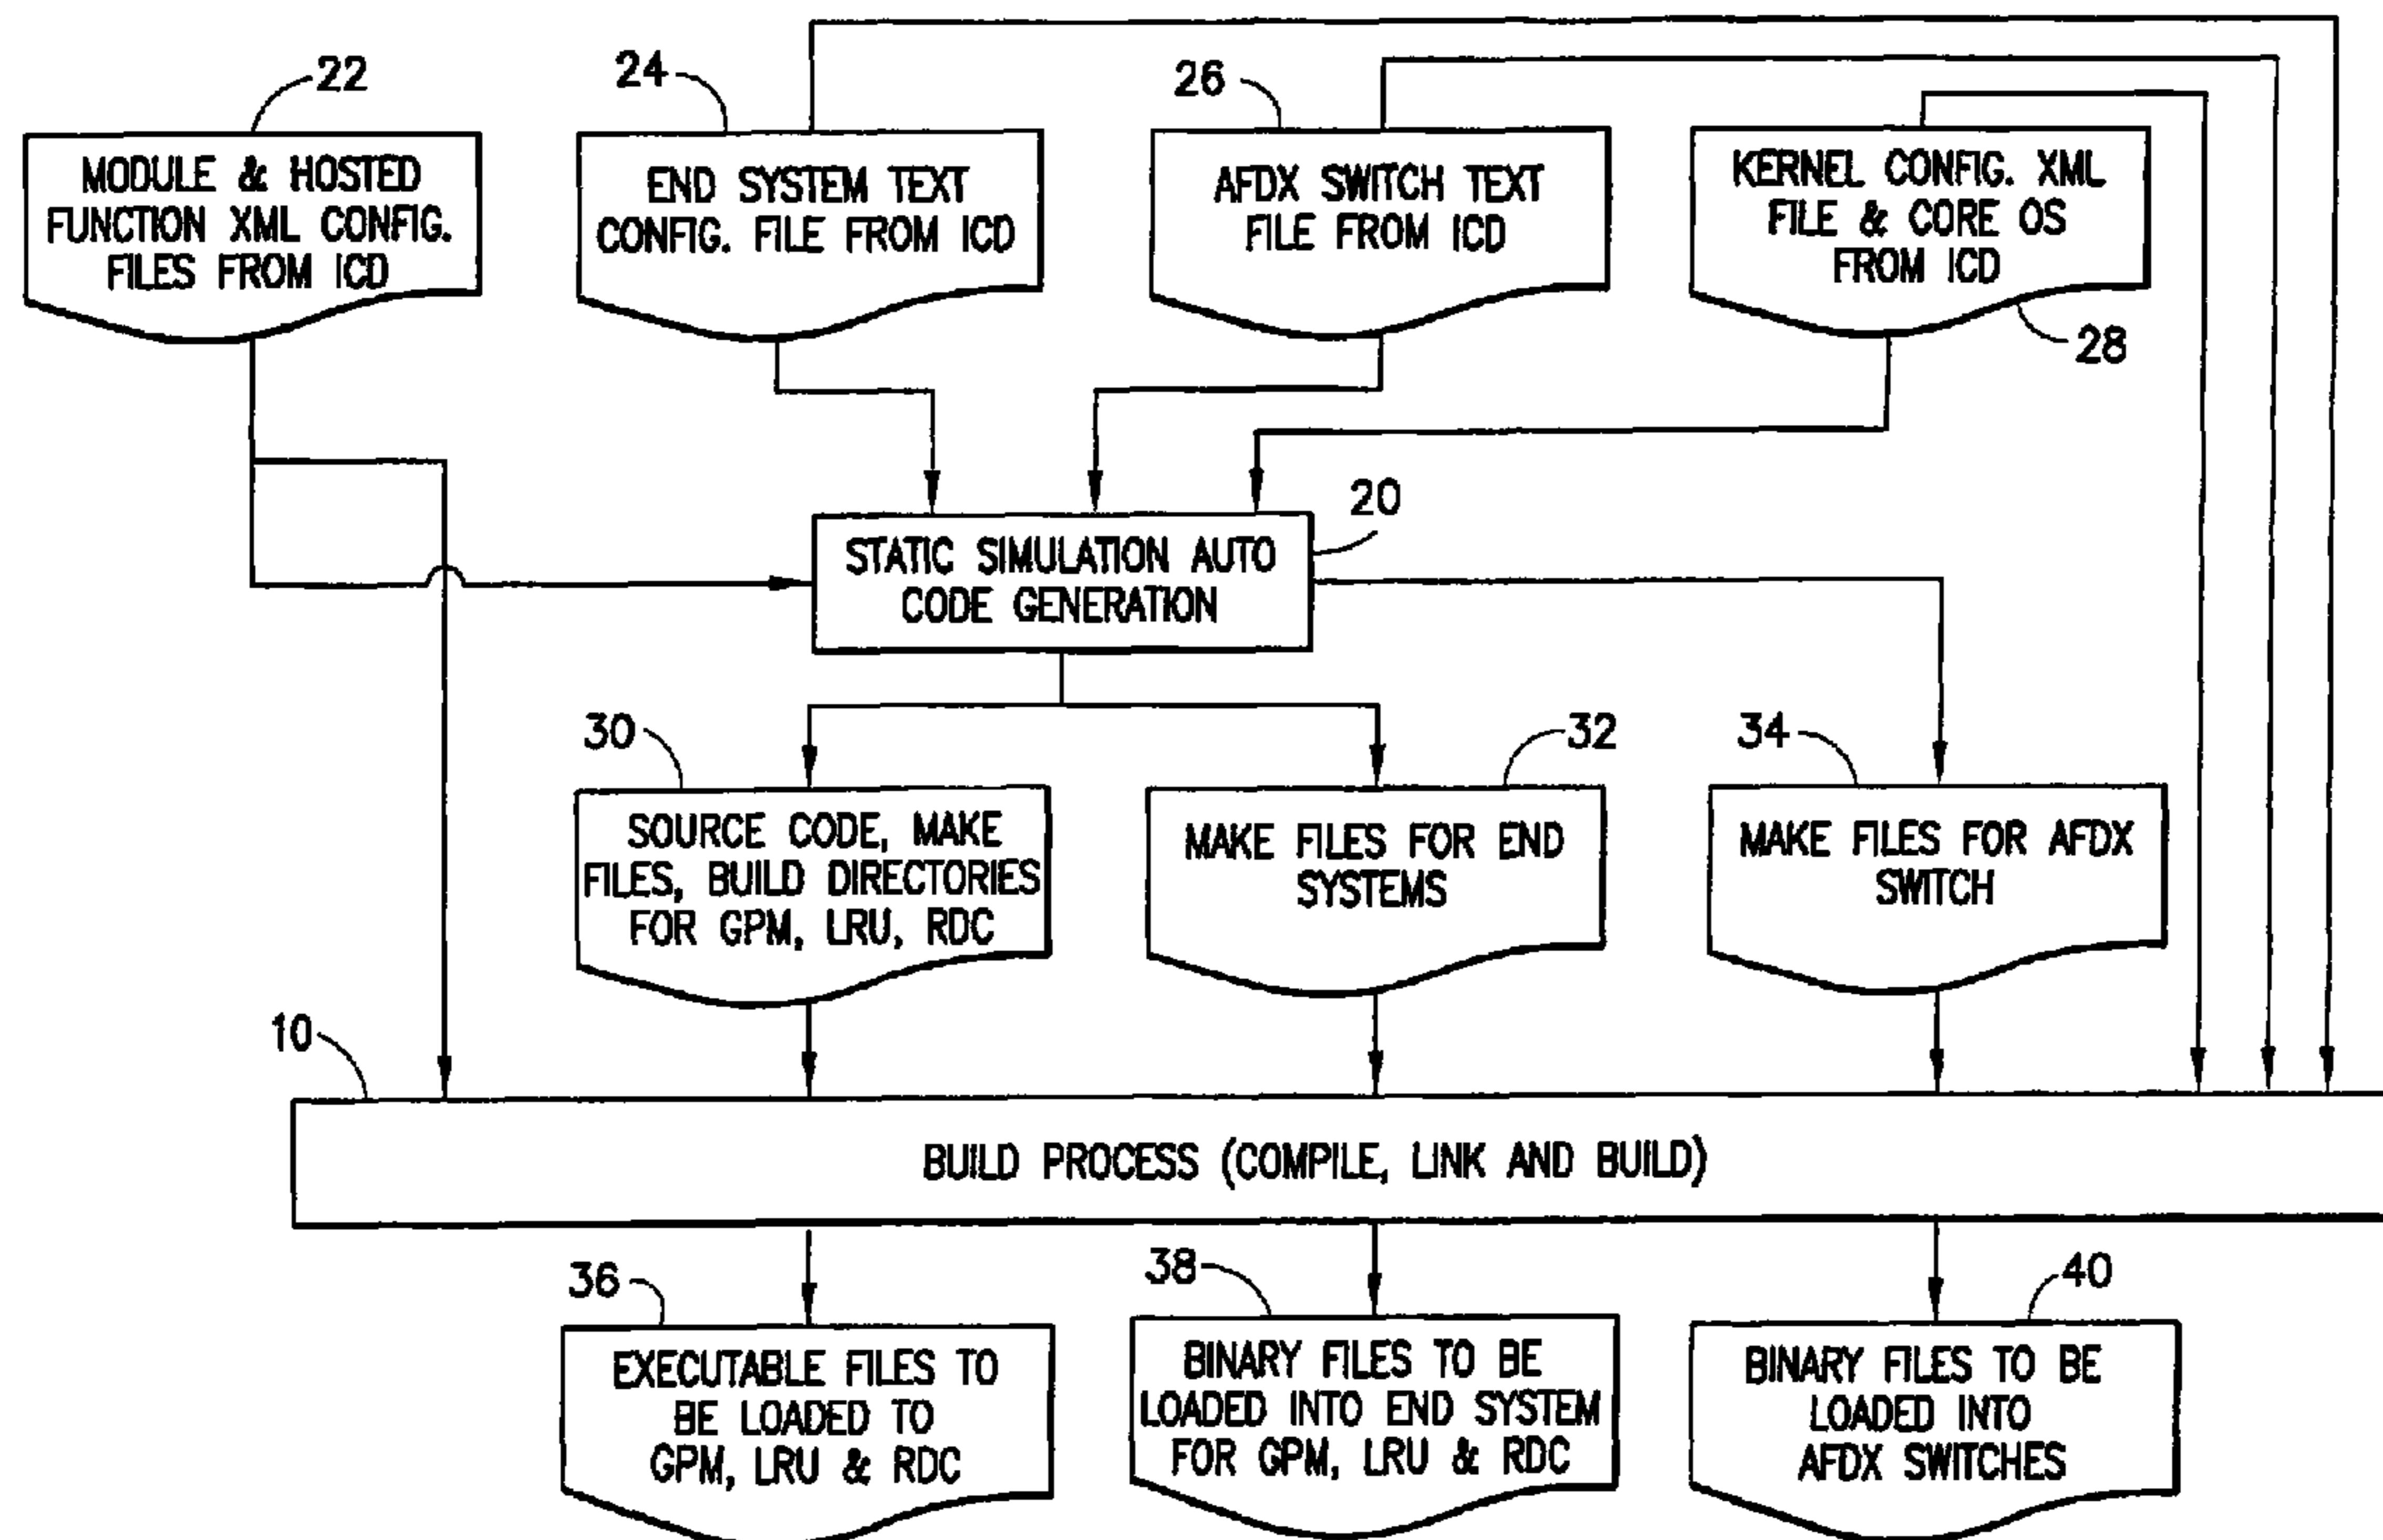 22
24
26
MODULE & HOSTED
FUNCTION XML CONFIG.
FILES FROM ICD
END SYSTEM TEXT
CONFIG. FILE FROM ICD
AFDX SWITCH TEXT
FILE FROM ICD
KERNEL CONFIG. XML
FILE & CORE OS
FROM ICD
28
20
STATIC SIMULATION AUTO
CODE GENERATION
30
32
34
SOURCE CODE, MAKE
FILES, BUILD DIRECTORIES
FOR GPM, LRU, RDC
MAKE FILES FOR END
SYSTEMS
MAKE FILES FOR AFDX
SWITCH
10
BUILD PROCESS (COMPILE, LINK AND BUILD)
36
38
40
EXECUTABLE FILES TO
BE LOADED TO
GPM, LRU & RDC
BINARY FILES TO BE
LOADED INTO END SYSTEM
FOR GPM, LRU & RDC
BINARY FILES TO BE
LOADED INTO
AFDX SWITCHES